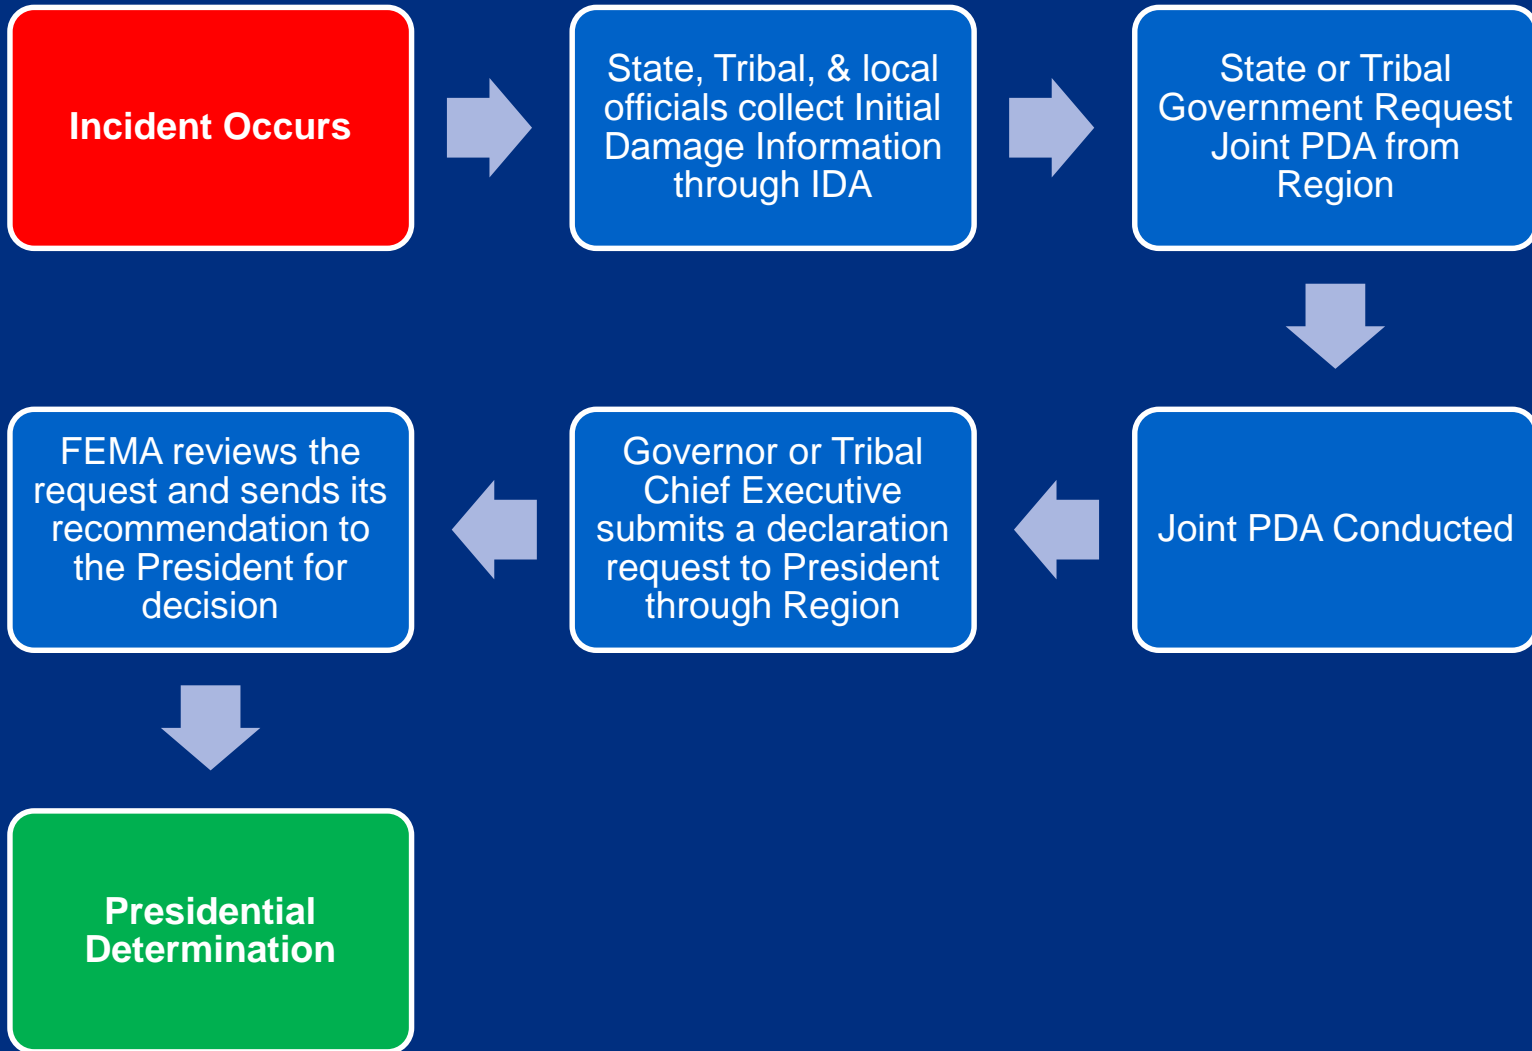 Incident Occurs
State, Tribal, & local
officials collect Initial
Damage Information
through IDA
State or Tribal
Government Request
Joint PDA from
Region
Joint PDA Conducted
Governor or Tribal
Chief Executive
submits a declaration
request to President
through Region
FEMA reviews the
request and sends its
recommendation to
the President for
decision
Presidential
Determination